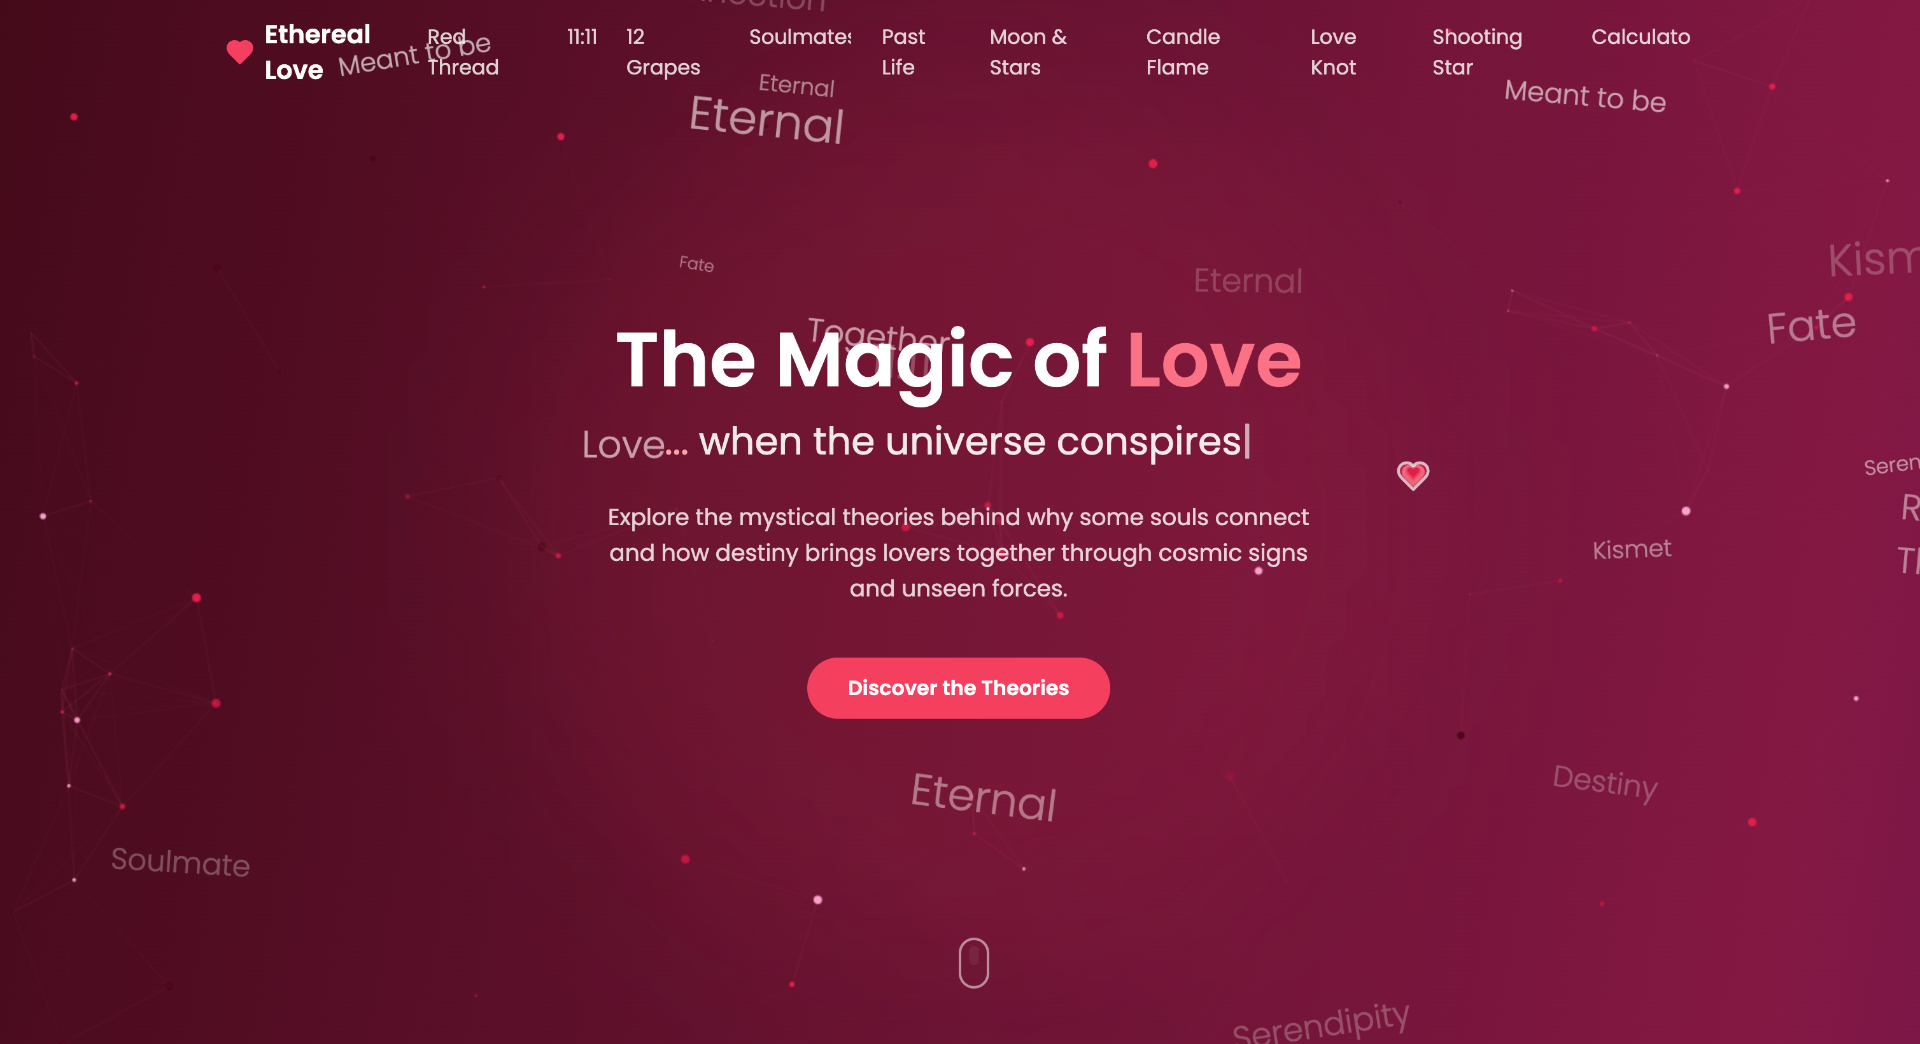 Ethereal
Love
Meant to be
Red
Thread
11:11
12
Grapes
Soulmates
Past
Life
Moon &
Stars
Candle
Flame
Love
Knot
Shooting
Star
Calculato
Eternal
Eternal
Meant to be
Fate
Eternal
Kism
Fate
Together
The Magic of Love
Love... when the universe conspires|
Seren
R
Explore the mystical theories behind why some souls connect
and how destiny brings lovers together through cosmic signs
and unseen forces.
Kismet
Discover the Theories
Eternal
Destiny
Soulmate
Serendipity